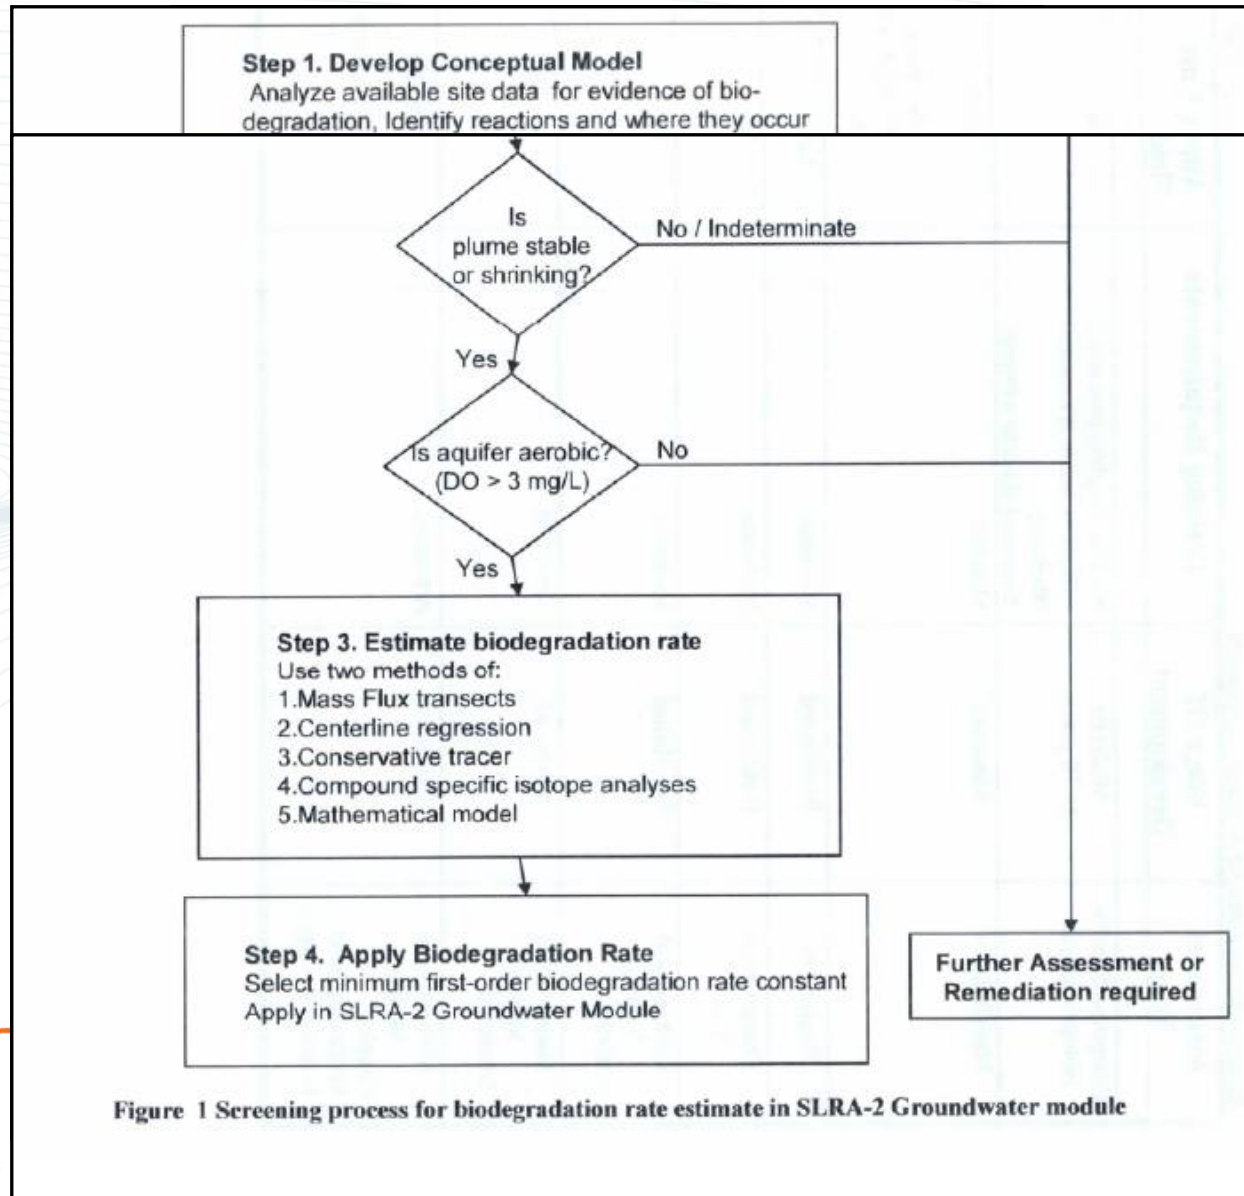 Step 1. Develop Conceptual Model
Analyze available site data for evidence of bio-
degradation, Identify reactions and where they occur
Is
plume stable
or shrinking?
No / Indeterminate
Yes
Is aquifer aerobic?
(DO > 3 mg/L)
No
Yes
Step 3. Estimate biodegradation rate
Use two methods of:
1.Mass Flux transects
2.Centerline regression
3.Conservative tracer
4.Compound specific isotope analyses
5.Mathematical model
Step 4. Apply Biodegradation Rate
Select minimum first-order biodegradation rate constant
Apply in SLRA-2 Groundwater Module
Further Assessment or
Remediation required
Figure 1 Screening process for biodegradation rate estimate in SLRA-2 Groundwater module